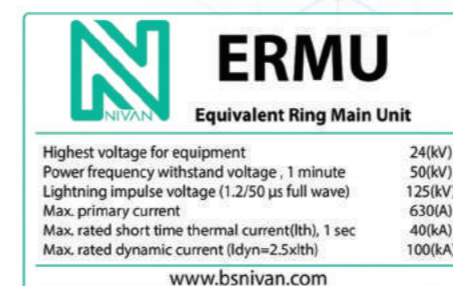 NIVAN
ERMU
Equivalent Ring Main Unit
Highest voltage for equipment 24(kV)
Power frequency withstand voltage , 1 minute 50(kV)
Lightning impulse voltage (1.2/50 µs full wave) 125(kV)
Max. primary current 630(A)
Max. rated short time thermal current(Ith), 1 sec 40(kA)
Max. rated dynamic current (Idyn=2.5xIth) 100(kA)
www.bsnivan.com